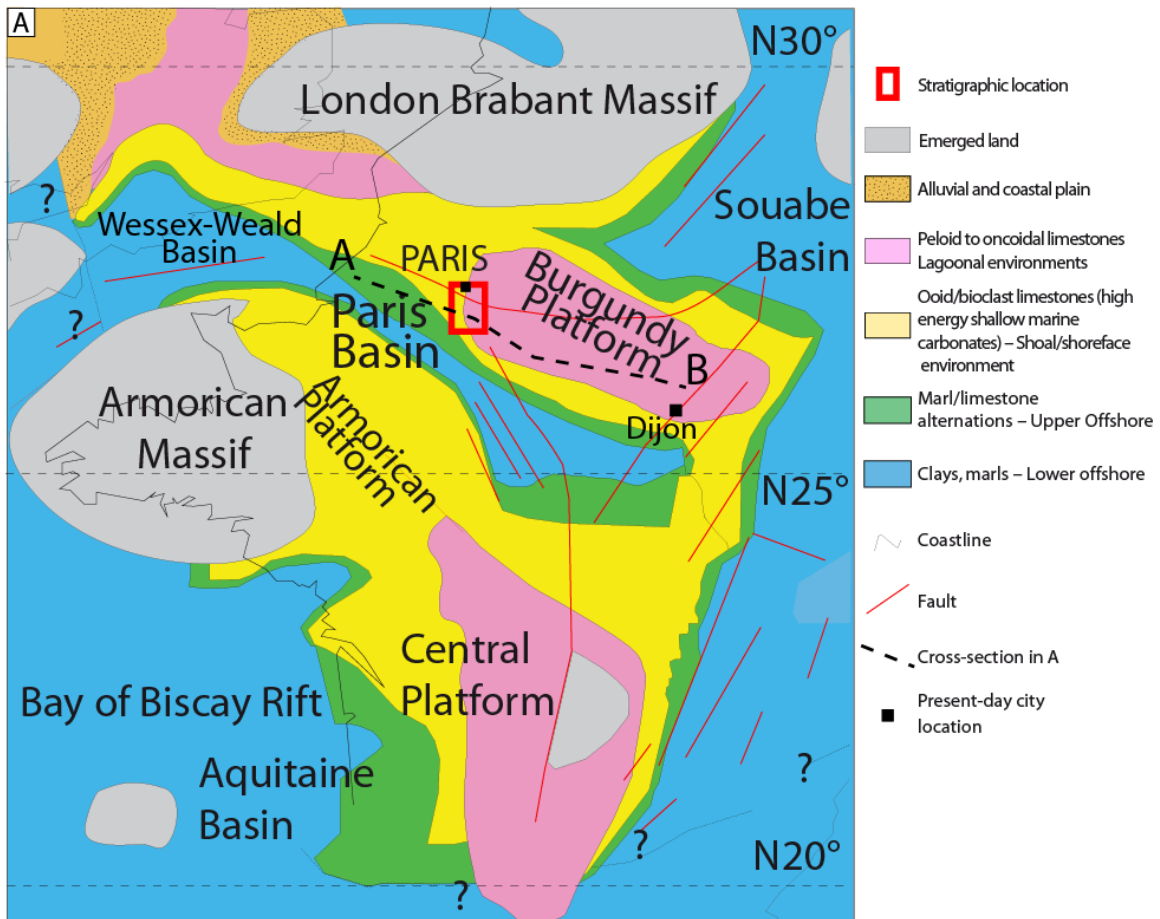 A
N30°
London Brabant Massif
?
Wessex-Weald
Basin
Souabe
Basin
A
PARIS
Burgundy
Platform
?
Paris
Basin
B
Armorican
Massif
Armorican
Platform
Dijon
N25°
Central
Platform
Bay of Biscay Rift
Aquitaine
Basin
?
?
N20°
?
Stratigraphic location
Emerged land
Alluvial and coastal plain
Peloid to oncoidal limestones
Lagoonal environments
Ooid/bioclast limestones (high
energy shallow marine
carbonates) – Shoal/shoreface
environment
Marl/limestone
alternations – Upper Offshore
Clays, marls – Lower offshore
Coastline
Fault
Cross-section in A
Present-day city
location